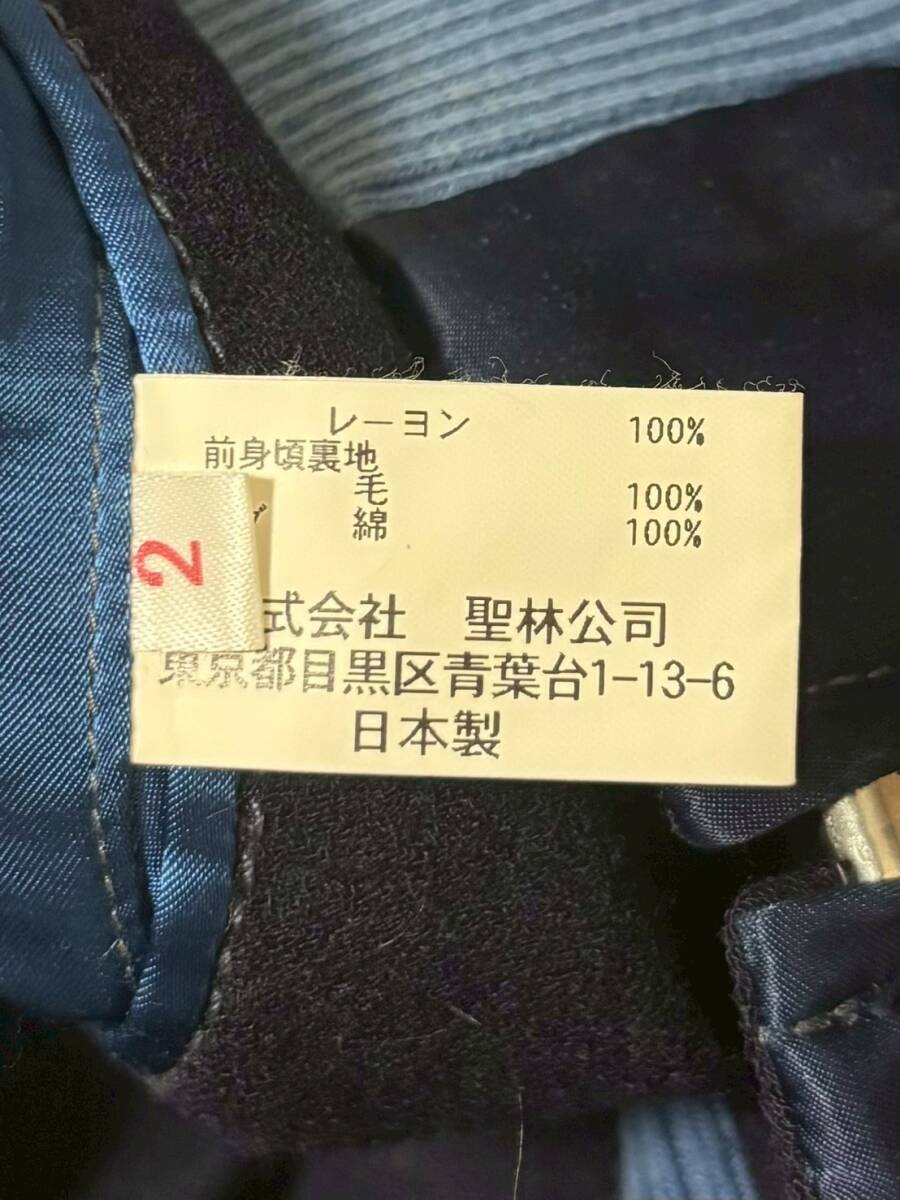 レーヨン 100%
前身頃裏地
毛 100%
綿 100%
式会社 聖林公司
東京都目黒区青葉台1-13-6
日本製
2